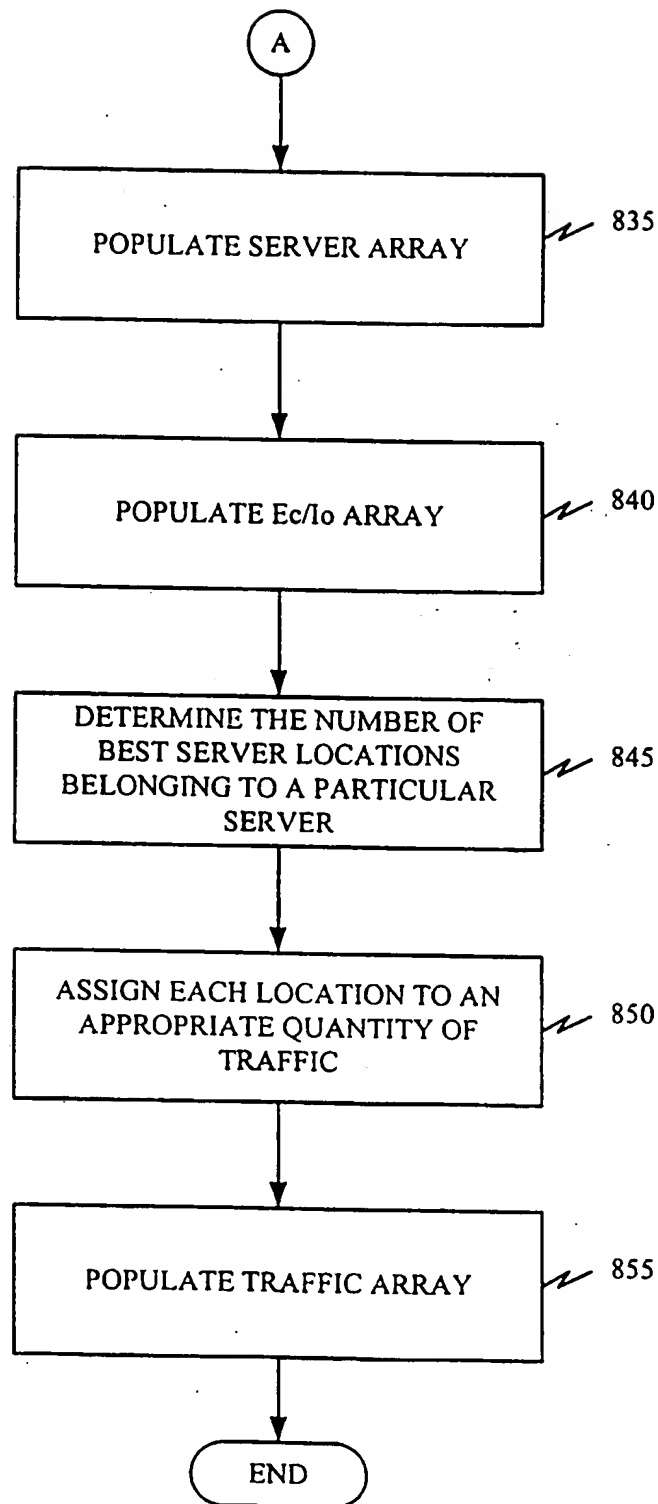 A
POPULATE SERVER ARRAY
835
POPULATE Ec/Io ARRAY
840
DETERMINE THE NUMBER OF
BEST SERVER LOCATIONS
BELONGING TO A PARTICULAR
SERVER
845
ASSIGN EACH LOCATION TO AN
APPROPRIATE QUANTITY OF
TRAFFIC
850
POPULATE TRAFFIC ARRAY
855
END